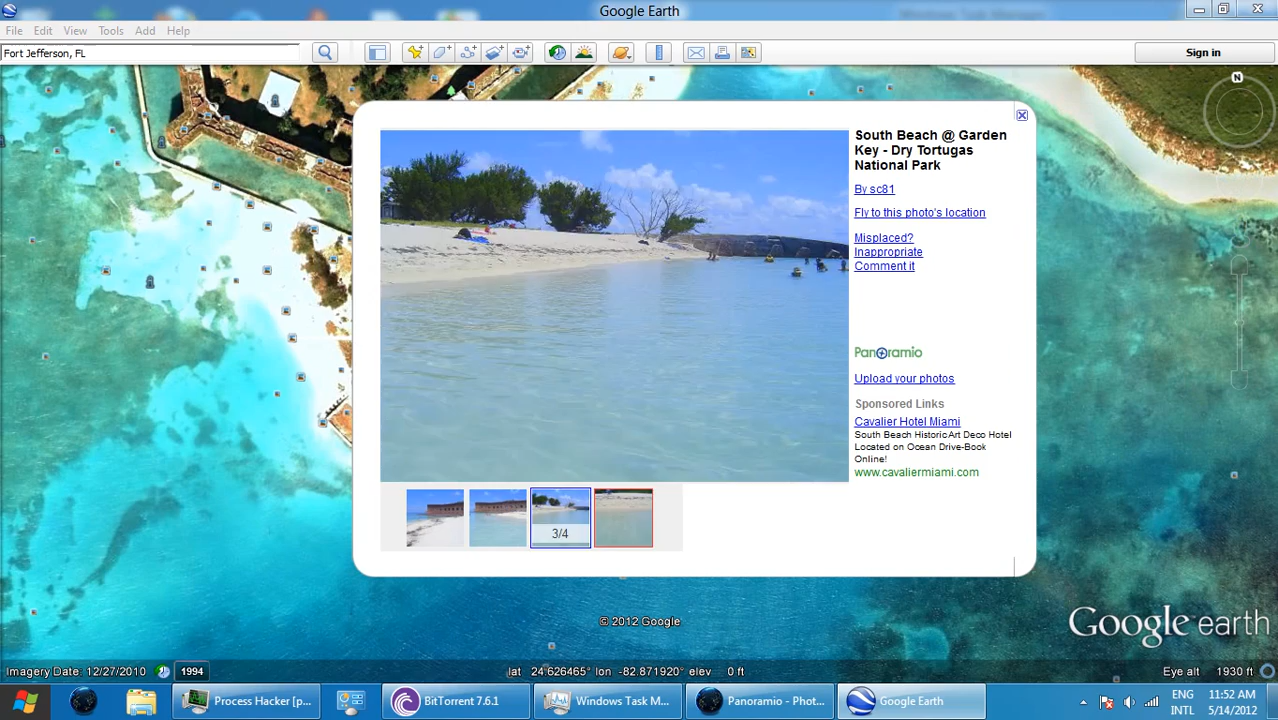 Google Earth
File Edit View Tools Add Help
Fort Jefferson, FL
Sign in
N
South Beach @ Garden
Key - Dry Tortugas
National Park
By sc81
Fly to this photo's location
Misplaced?
Inappropriate
Comment it
Panoramio
Upload your photos
Sponsored Links
Cavalier Hotel Miami
South Beach Historic Art Deco Hotel
Located on Ocean Drive-Book
Online!
www.cavaliermiami.com
3/4
© 2012 Google
Google earth
Imagery Date: 12/27/2010 1994 lat 24.626465° lon -82.871920° elev 0 ft Eye alt 1930 ft
Process Hacker [p... BitTorrent 7.6.1 Windows Task M... Panoramio - Phot... Google Earth
ENG 11:52 AM
INTL 5/14/2012